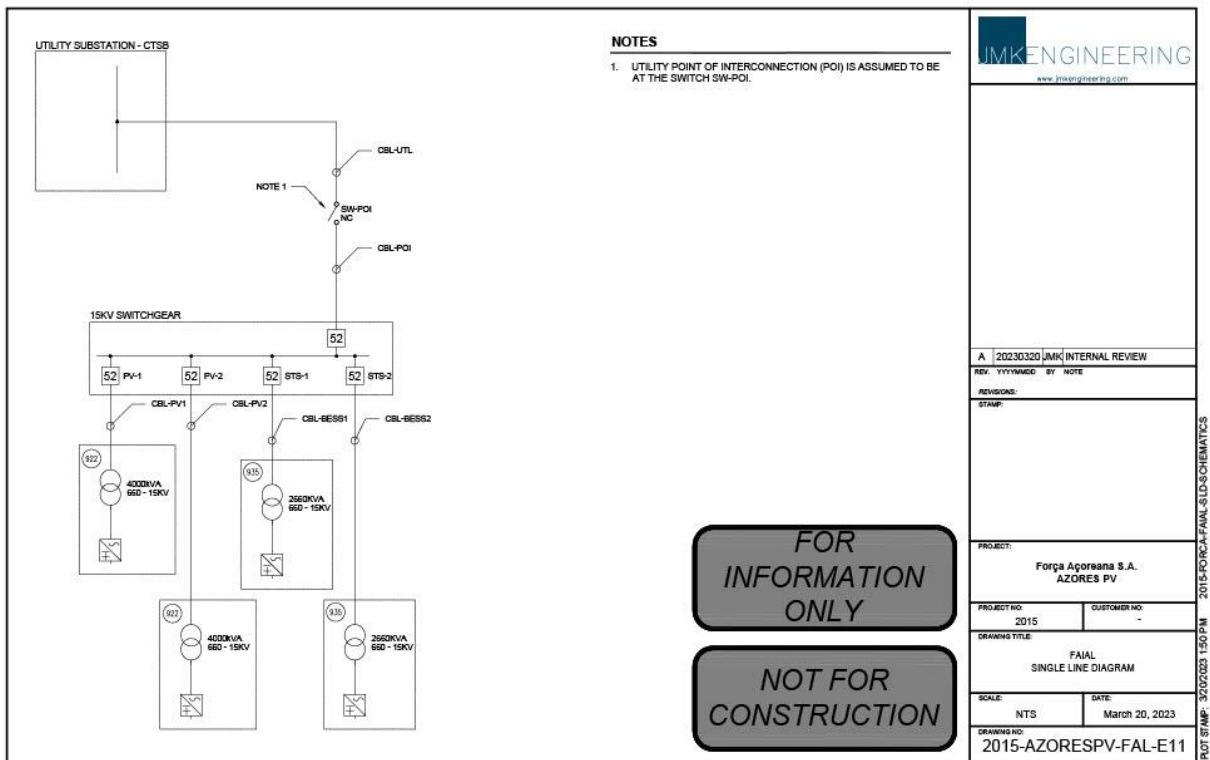 UTILITY SUBSTATION - CTSB
CBL-UTL
NOTE 1
SW-POI
NC
CBL-POI
15KV SWITCHGEAR
52
52 PV-1
52 PV-2
52 STS-1
52 STS-2
CBL-PV1
CBL-PV2
CBL-BESS1
CBL-BESS2
922
4000kVA
660 - 15KV
935
2660KVA
660 - 15KV
922
4000KVA
660 - 15KV
935
2660KVA
660 - 15KV
NOTES
1. UTILITY POINT OF INTERCONNECTION (POI) IS ASSUMED TO BE
AT THE SWITCH SW-POI.
FOR
INFORMATION
ONLY
NOT FOR
CONSTRUCTION
JMKENGINEERING
www.jmkengineering.com
A 20230320 JMK INTERNAL REVIEW
REV. YYYYMMDD BY NOTE
REVISIONS:
STAMP:
PROJECT:
Força Açoreana S.A.
AZORES PV
PROJECT NO:
2015
CUSTOMER NO:
-
DRAWING TITLE:
FAIAL
SINGLE LINE DIAGRAM
SCALE:
NTS
DATE:
March 20, 2023
DRAWING NO:
2015-AZORESPV-FAL-E11
PLOT STAMP: 3/20/2023 1:50 PM 2015-FORCA-FAIAL-SLD-SCHEMATICS